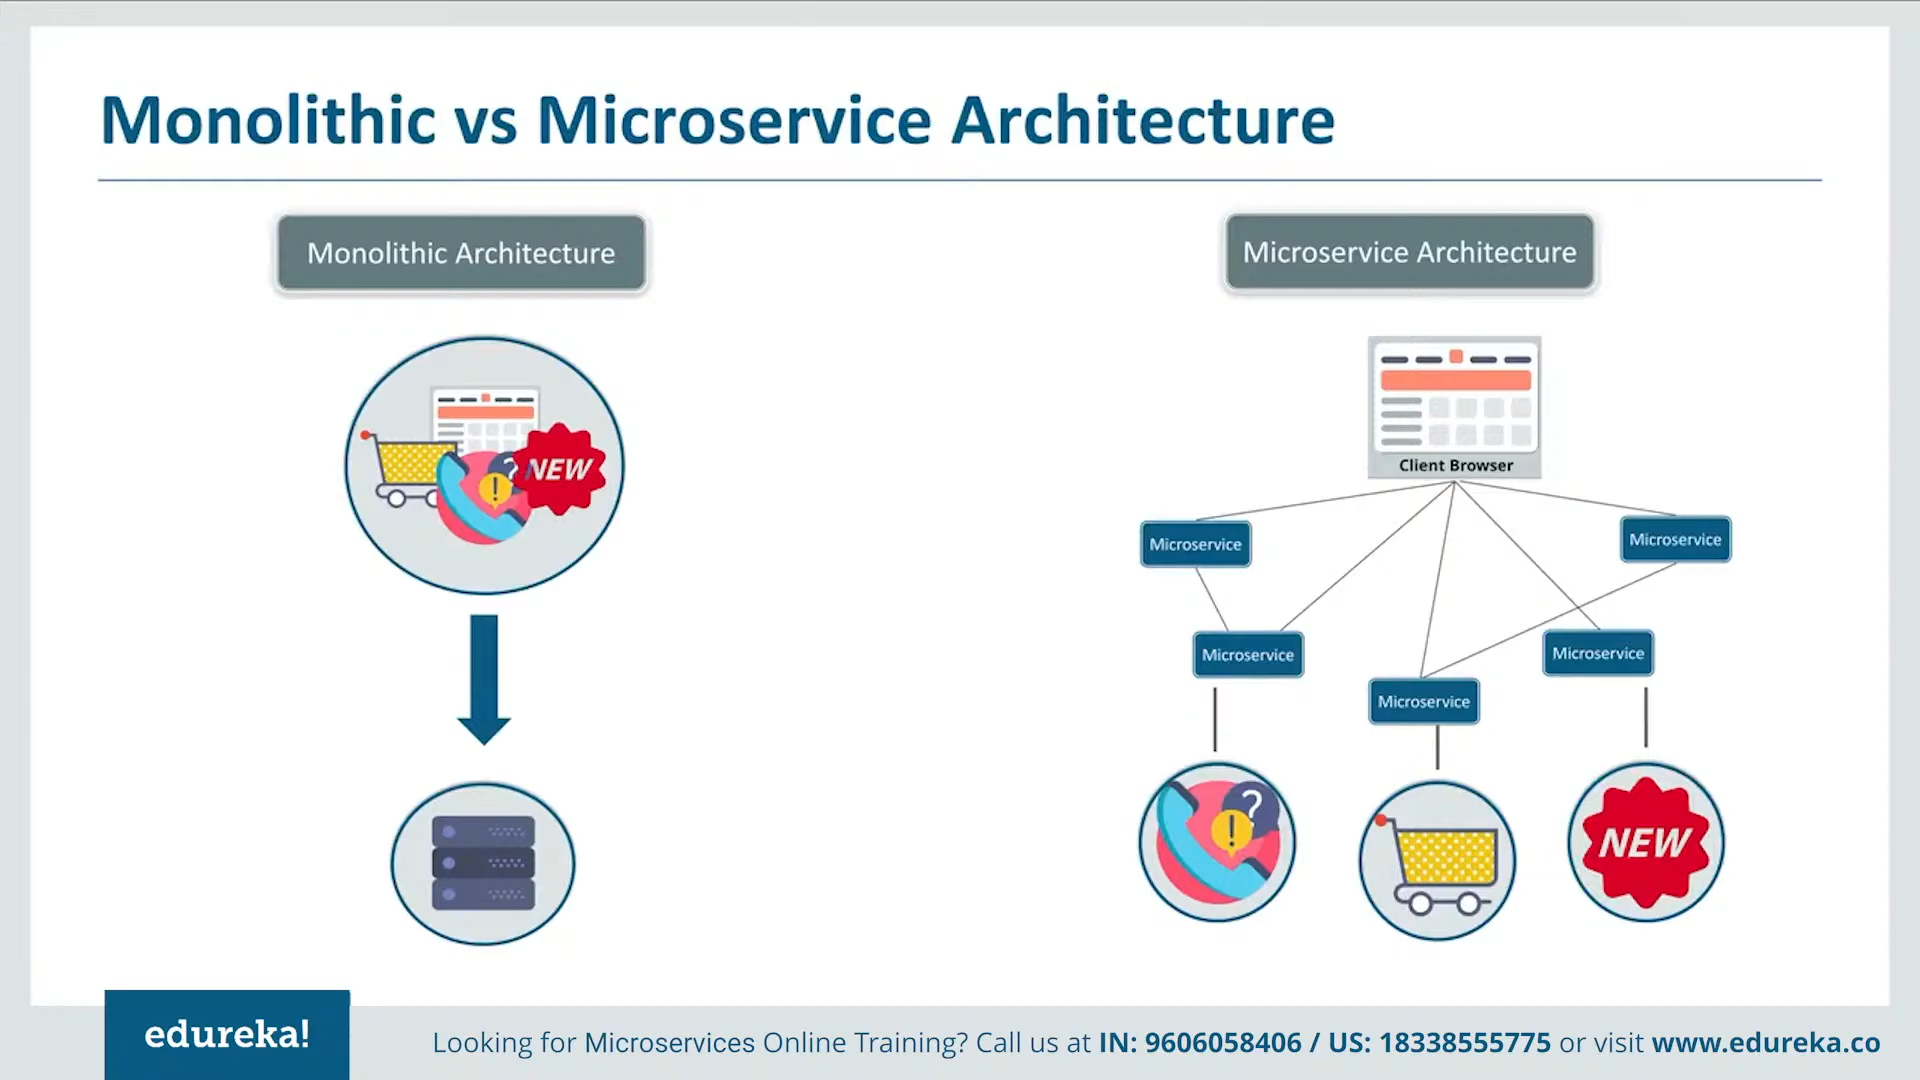 Monolithic vs Microservice Architecture
Monolithic Architecture
Microservice Architecture
NEW
?
!
Client Browser
Microservice
Microservice
Microservice
Microservice
Microservice
?
!
NEW
edureka!
Looking for Microservices Online Training? Call us at IN: 9606058406 / US: 18338555775 or visit www.edureka.co